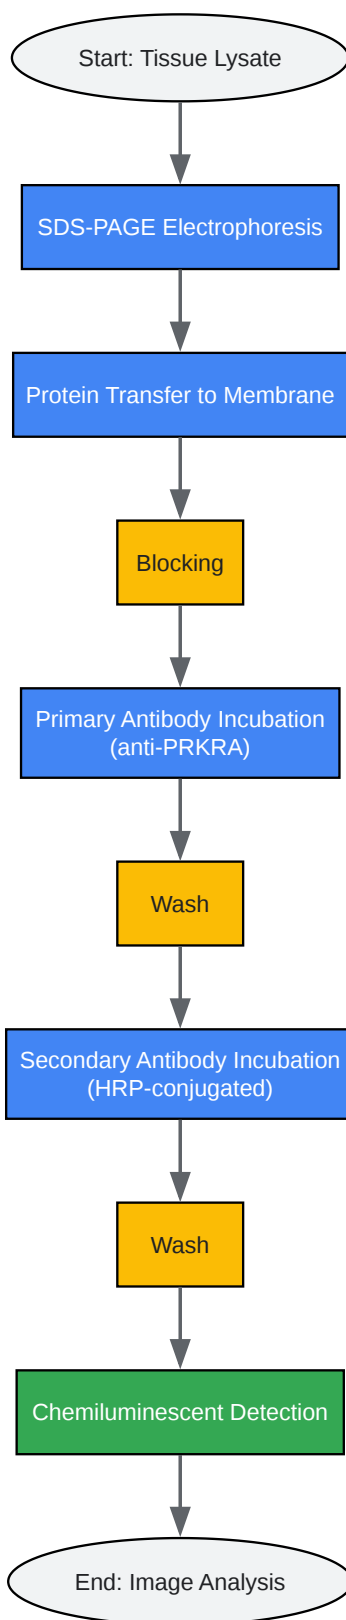 Start: Tissue Lysate
SDS-PAGE Electrophoresis
Protein Transfer to Membrane
Blocking
Primary Antibody Incubation
(anti-PRKRA)
Wash
Secondary Antibody Incubation
(HRP-conjugated)
Wash
Chemiluminescent Detection
End: Image Analysis